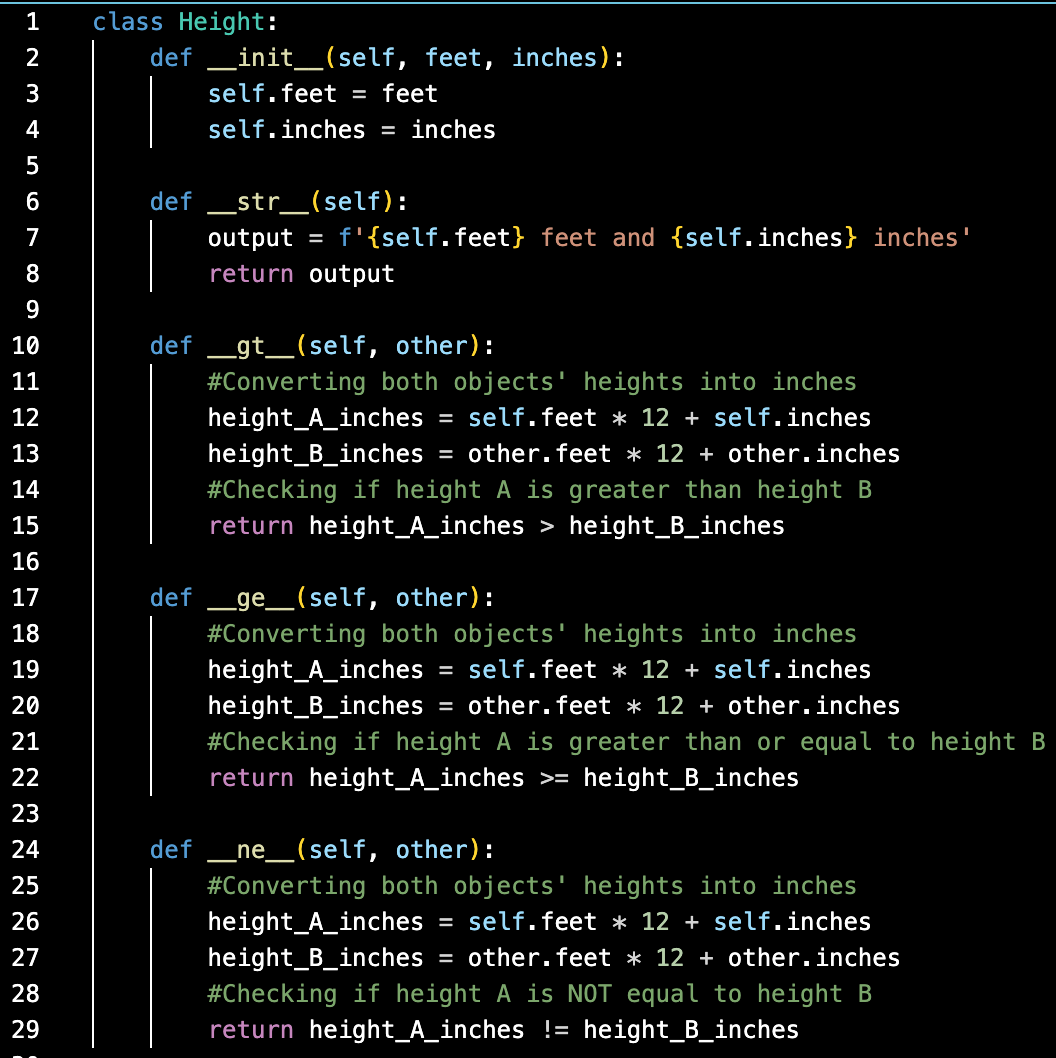 1 class Height:
2     def __init__(self, feet, inches):
3         self.feet = feet
4         self.inches = inches
5
6     def __str__(self):
7         output = f'{self.feet} feet and {self.inches} inches'
8         return output
9
10     def __gt__(self, other):
11         #Converting both objects' heights into inches
12         height_A_inches = self.feet * 12 + self.inches
13         height_B_inches = other.feet * 12 + other.inches
14         #Checking if height A is greater than height B
15         return height_A_inches > height_B_inches
16
17     def __ge__(self, other):
18         #Converting both objects' heights into inches
19         height_A_inches = self.feet * 12 + self.inches
20         height_B_inches = other.feet * 12 + other.inches
21         #Checking if height A is greater than or equal to height B
22         return height_A_inches >= height_B_inches
23
24     def __ne__(self, other):
25         #Converting both objects' heights into inches
26         height_A_inches = self.feet * 12 + self.inches
27         height_B_inches = other.feet * 12 + other.inches
28         #Checking if height A is NOT equal to height B
29         return height_A_inches != height_B_inches